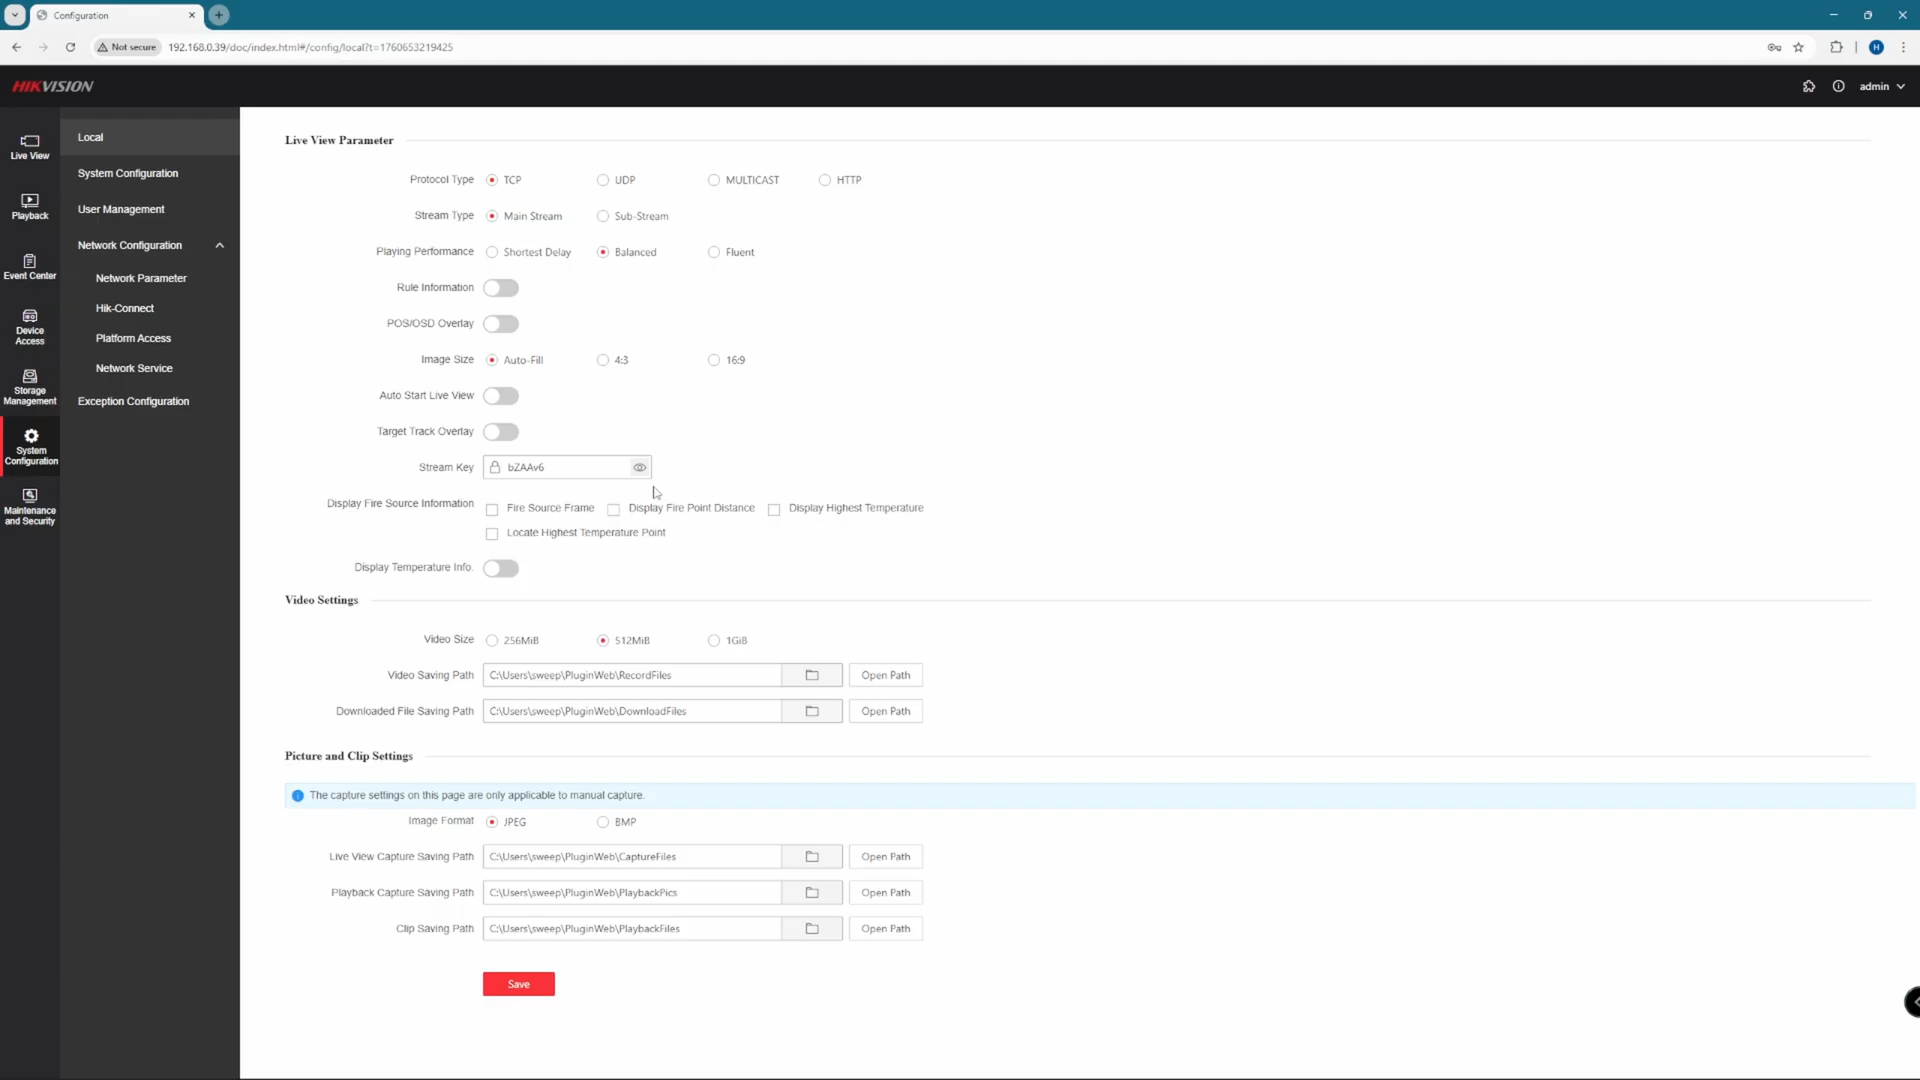 Configuration
Not secure 192.168.0.39/doc/index.html#/config/local?t=1760653219425
H
HIKVISION
admin
Live View
Playback
Event Center
Device Access
Storage Management
System Configuration
Maintenance and Security
Local
System Configuration
User Management
Network Configuration
Network Parameter
Hik-Connect
Platform Access
Network Service
Exception Configuration
Live View Parameter
Protocol Type TCP UDP MULTICAST HTTP
Stream Type Main Stream Sub-Stream
Playing Performance Shortest Delay Balanced Fluent
Rule Information
POS/OSD Overlay
Image Size Auto-Fill 4:3 16:9
Auto Start Live View
Target Track Overlay
Stream Key bZAAv6
Display Fire Source Information Fire Source Frame Display Fire Point Distance Display Highest Temperature
Locate Highest Temperature Point
Display Temperature Info.
Video Settings
Video Size 256MiB 512MiB 1GiB
Video Saving Path C:\Users\sweep\PluginWeb\RecordFiles Open Path
Downloaded File Saving Path C:\Users\sweep\PluginWeb\DownloadFiles Open Path
Picture and Clip Settings
The capture settings on this page are only applicable to manual capture.
Image Format JPEG BMP
Live View Capture Saving Path C:\Users\sweep\PluginWeb\CaptureFiles Open Path
Playback Capture Saving Path C:\Users\sweep\PluginWeb\PlaybackPics Open Path
Clip Saving Path C:\Users\sweep\PluginWeb\PlaybackFiles Open Path
Save